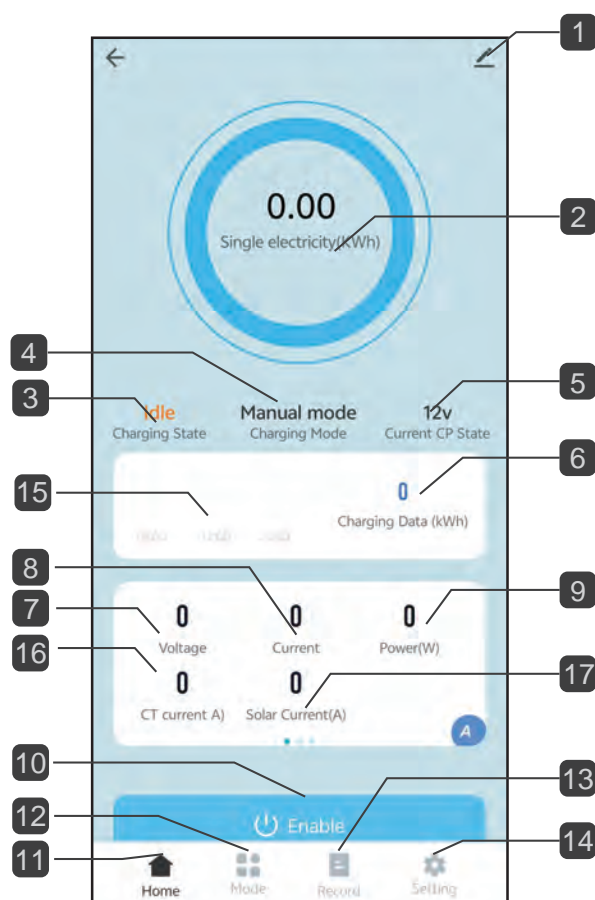 1
0.00
2
Single electricity(KWh)
4
3
5
Idle
Manual mode
12v
Charging State
Charging Mode
Current CP State
6
15
0
Charging Data (kWh)
8
7
9
0
0
0
Voltage
Current
Power(W)
16
17
0
0
CT current A)
Solar Current(A)
A
10
13
12
Enable
14
11
Home
Mode
Record
Setting